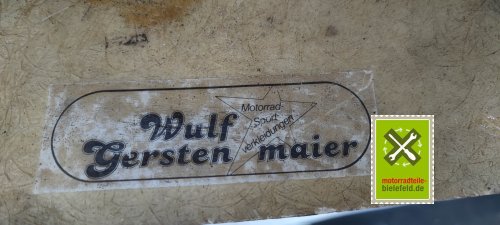 Motorrad-
Sport
verkleidungen
Wulf
Gersten maier
motorradteile-
bielefeld.de